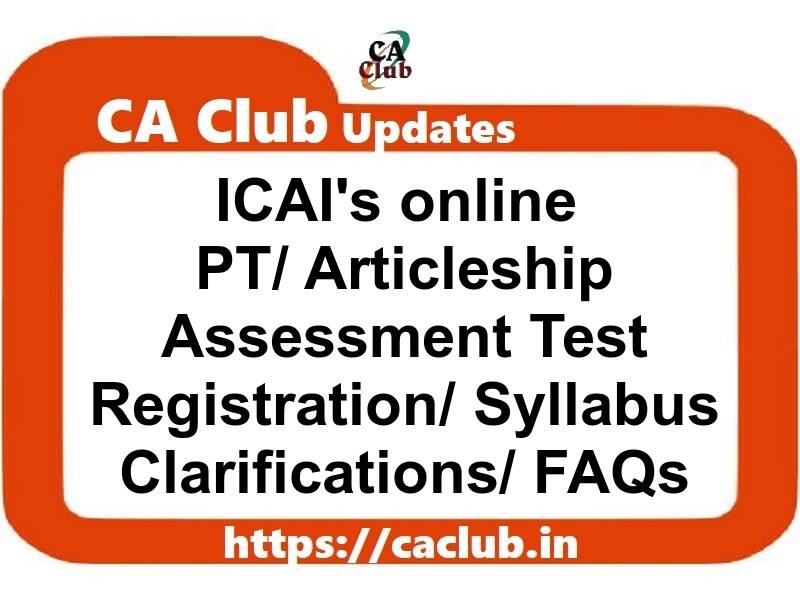 CA
Club
CA Club Updates
ICAI's online
PT/ Articleship
Assessment Test
Registration/ Syllabus
Clarifications/ FAQs
https://caclub.in